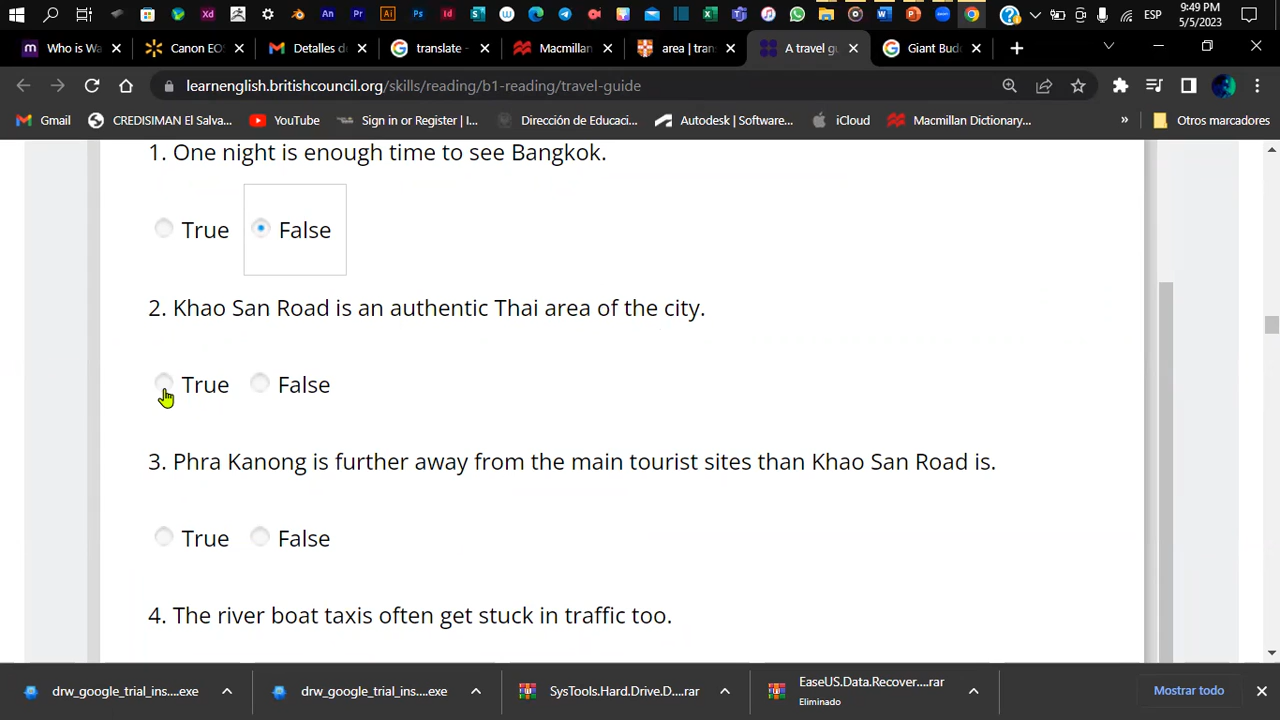 Xd Ai An Pr Ps Id S 9:49 PM
ESP 5/5/2023
Who is Wa Canon EO Detalles d translate - Macmillan area | tran A travel g Giant Bud
learnenglish.britishcouncil.org/skills/reading/b1-reading/travel-guide
Gmail CREDISIMAN El Salva... YouTube Sign in or Register | I... Dirección de Educaci... Autodesk | Software... iCloud Macmillan Dictionary... » Otros marcadores
1. One night is enough time to see Bangkok.
True False
2. Khao San Road is an authentic Thai area of the city.
True False
3. Phra Kanong is further away from the main tourist sites than Khao San Road is.
True False
4. The river boat taxis often get stuck in traffic too.
drw_google_trial_ins....exe drw_google_trial_ins....exe SysTools.Hard.Drive.D....rar EaseUS.Data.Recover....rar Mostrar todo
Eliminado